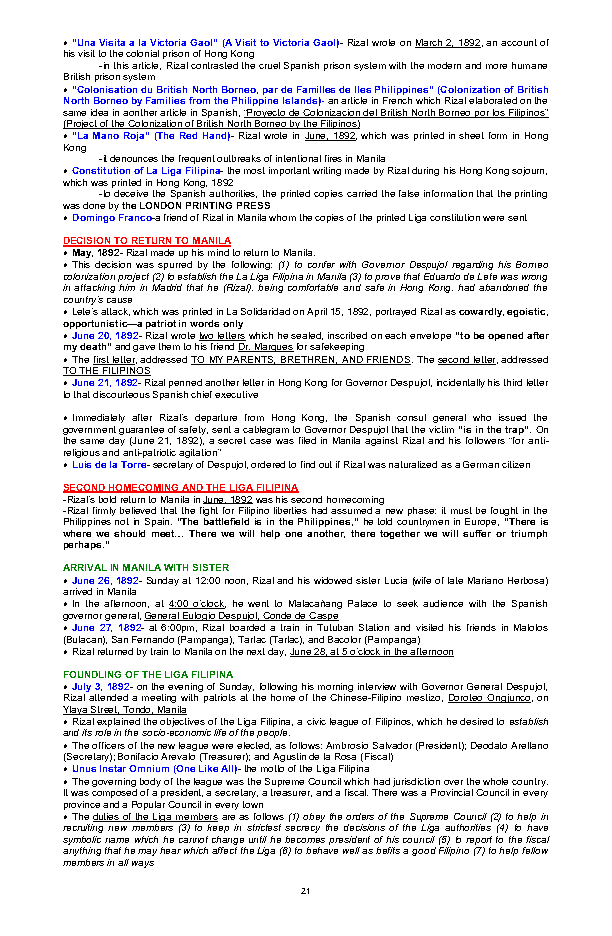 • "Una Visita a la Victoria Gaol" (A Visit to Victoria Gaol)- Rizal wrote on March 2, 1892, an account of
his visit to the colonial prison of Hong Kong
-in this article, Rizal contrasted the cruel Spanish prison system with the modern and more humane
British prison system
• "Colonisation du British North Borneo, par de Familles de Iles Philippines" (Colonization of British
North Borneo by Families from the Philippine Islands)- an article in French which Rizal elaborated on the
same idea in aonther article in Spanish, "Proyecto de Colonizacion del British North Borneo por los Filipinos"
(Project of the Colonization of British North Borneo by the Filipinos)
• "La Mano Roja" (The Red Hand)- Rizal wrote in June, 1892, which was printed in sheet form in Hong
Kong
-it denounces the frequent outbreaks of intentional fires in Manila
• Constitution of La Liga Filipina- the most important writing made by Rizal during his Hong Kong sojourn,
which was printed in Hong Kong, 1892
-to deceive the Spanish authorities, the printed copies carried the false information that the printing
was done by the LONDON PRINTING PRESS
• Domingo Franco-a friend of Rizal in Manila whom the copies of the printed Liga constitution were sent
DECISION TO RETURN TO MANILA
• May, 1892- Rizal made up his mind to return to Manila.
• This decision was spurred by the following: (1) to confer with Governor Despujol regarding his Borneo
colonization project (2) to establish the La Liga Filipina in Manila (3) to prove that Eduardo de Lete was wrong
in attacking him in Madrid that he (Rizal), being comfortable and safe in Hong Kong, had abandoned the
country's cause
• Lete's attack, which was printed in La Solidaridad on April 15, 1892, portrayed Rizal as cowardly, egoistic,
opportunistic—a patriot in words only
• June 20, 1892- Rizal wrote two letters which he sealed, inscribed on each envelope "to be opened after
my death" and gave them to his friend Dr. Marques for safekeeping
• The first letter, addressed TO MY PARENTS, BRETHREN, AND FRIENDS. The second letter, addressed
TO THE FILIPINOS
• June 21, 1892- Rizal penned another letter in Hong Kong for Governor Despujol, incidentally his third letter
to that discourteous Spanish chief executive
• Immediately after Rizal's departure from Hong Kong, the Spanish consul general who issued the
government guarantee of safety, sent a cablegram to Governor Despujol that the victim "is in the trap". On
the same day (June 21, 1892), a secret case was filed in Manila against Rizal and his followers "for anti-
religious and anti-patriotic agitation"
• Luis de la Torre- secretary of Despujol, ordered to find out if Rizal was naturalized as a German citizen
SECOND HOMECOMING AND THE LIGA FILIPINA
-Rizal's bold return to Manila in June, 1892 was his second homecoming
-Rizal firmly believed that the fight for Filipino liberties had assumed a new phase: it must be fought in the
Philippines not in Spain. "The battlefield is in the Philippines," he told countrymen in Europe, "There is
where we should meet... There we will help one another, there together we will suffer or triumph
perhaps."
ARRIVAL IN MANILA WITH SISTER
• June 26, 1892- Sunday at 12:00 noon, Rizal and his widowed sister Lucia (wife of late Mariano Herbosa)
arrived in Manila
• In the afternoon, at 4:00 o'clock, he went to Malacañang Palace to seek audience with the Spanish
governor general, General Eulogio Despujol, Conde de Caspe
• June 27, 1892- at 6:00pm, Rizal boarded a train in Tutuban Station and visited his friends in Malolos
(Bulacan), San Fernando (Pampanga), Tarlac (Tarlac), and Bacolor (Pampanga)
• Rizal returned by train to Manila on the next day, June 28, at 5 o'clock in the afternoon
FOUNDLING OF THE LIGA FILIPINA
• July 3, 1892- on the evening of Sunday, following his morning interview with Governor General Despujol,
Rizal attended a meeting with patriots at the home of the Chinese-Filipino mestizo, Doroteo Ongjunco, on
Ylaya Street, Tondo, Manila
• Rizal explained the objectives of the Liga Filipina, a civic league of Filipinos, which he desired to establish
and its role in the socio-economic life of the people.
• The officers of the new league were elected, as follows: Ambrosio Salvador (President); Deodato Arellano
(Secretary); Bonifacio Arevalo (Treasurer); and Agustin de la Rosa (Fiscal)
• Unus Instar Omnium (One Like All)- the motto of the Liga Filipina
• The governing body of the league was the Supreme Council which had jurisdiction over the whole country.
It was composed of a president, a secretary, a treasurer, and a fiscal. There was a Provincial Council in every
province and a Popular Council in every town
• The duties of the Liga members are as follows (1) obey the orders of the Supreme Council (2) to help in
recruiting new members (3) to keep in strictest secrecy the decisions of the Liga authorities (4) to have
symbolic name which he cannot change until he becomes president of his council (5) to report to the fiscal
anything that he may hear which affect the Liga (6) to behave well as befits a good Filipino (7) to help fellow
members in all ways
21